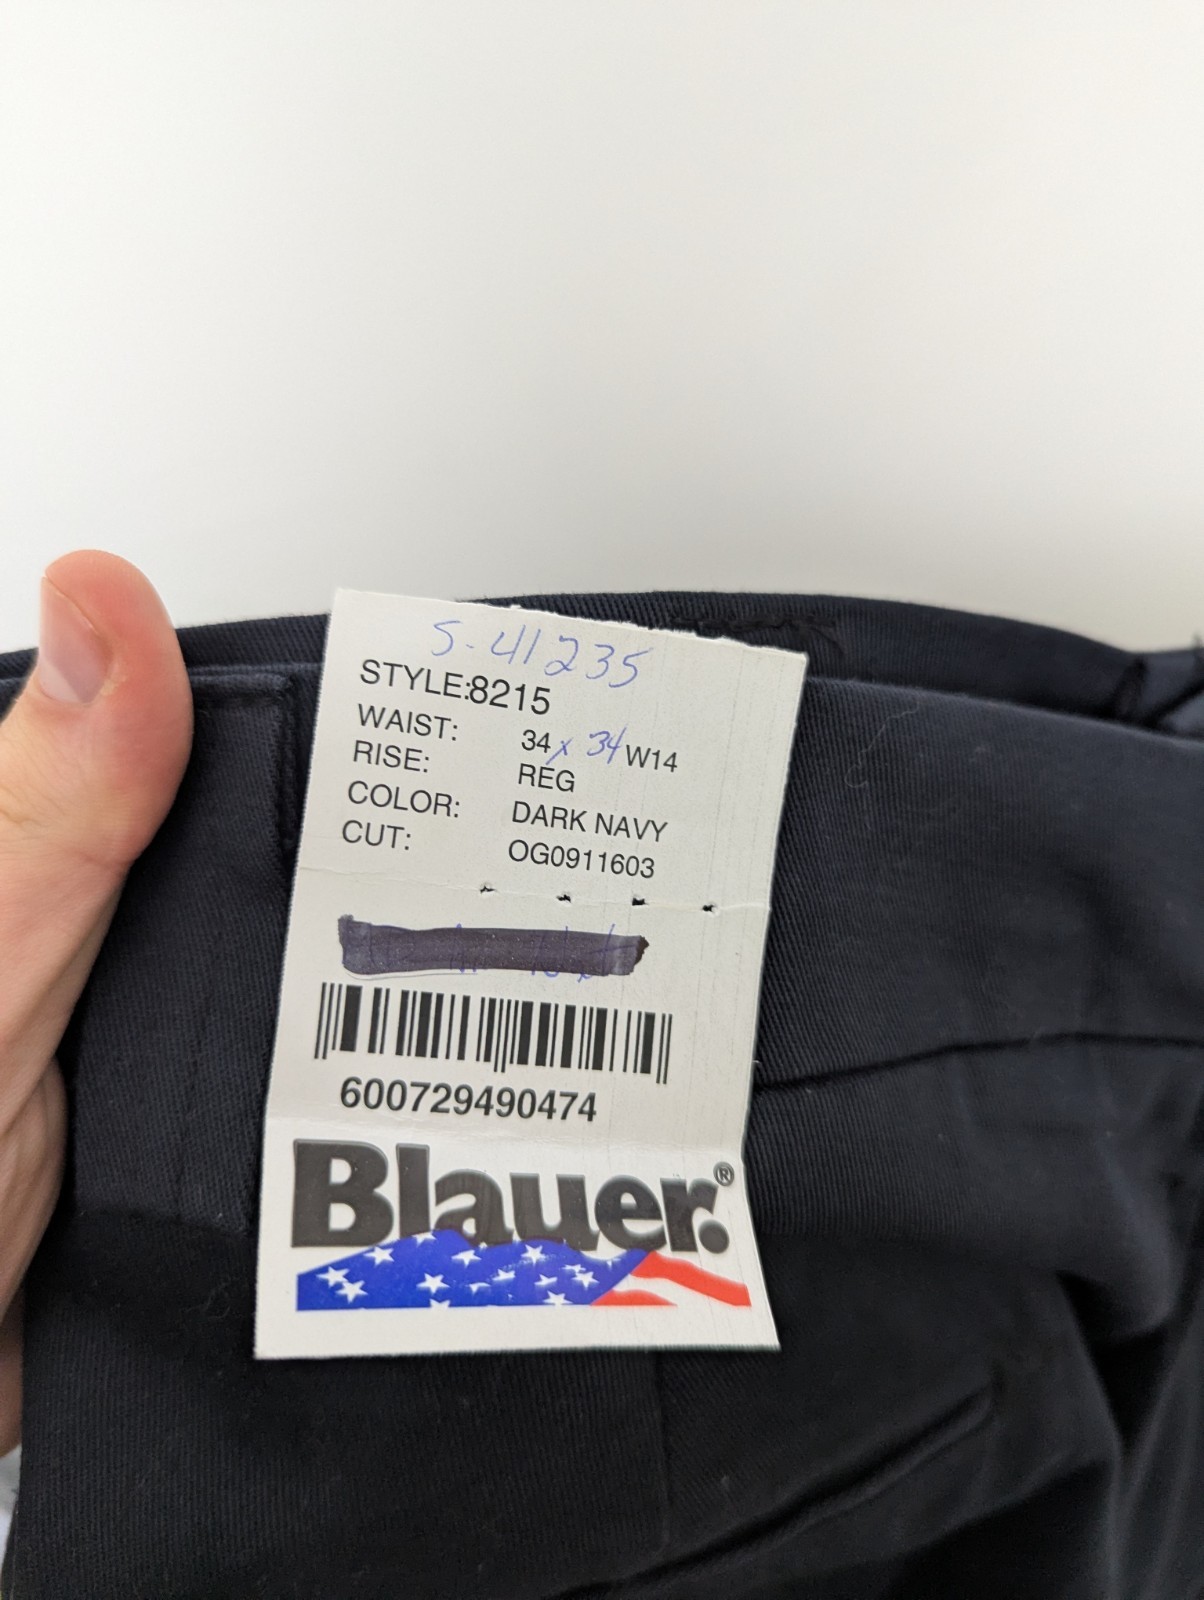 S-41235
STYLE:8215
WAIST: 34 x 34 W14
RISE: REG
COLOR: DARK NAVY
CUT: OG0911603
600729490474
Blauer.®